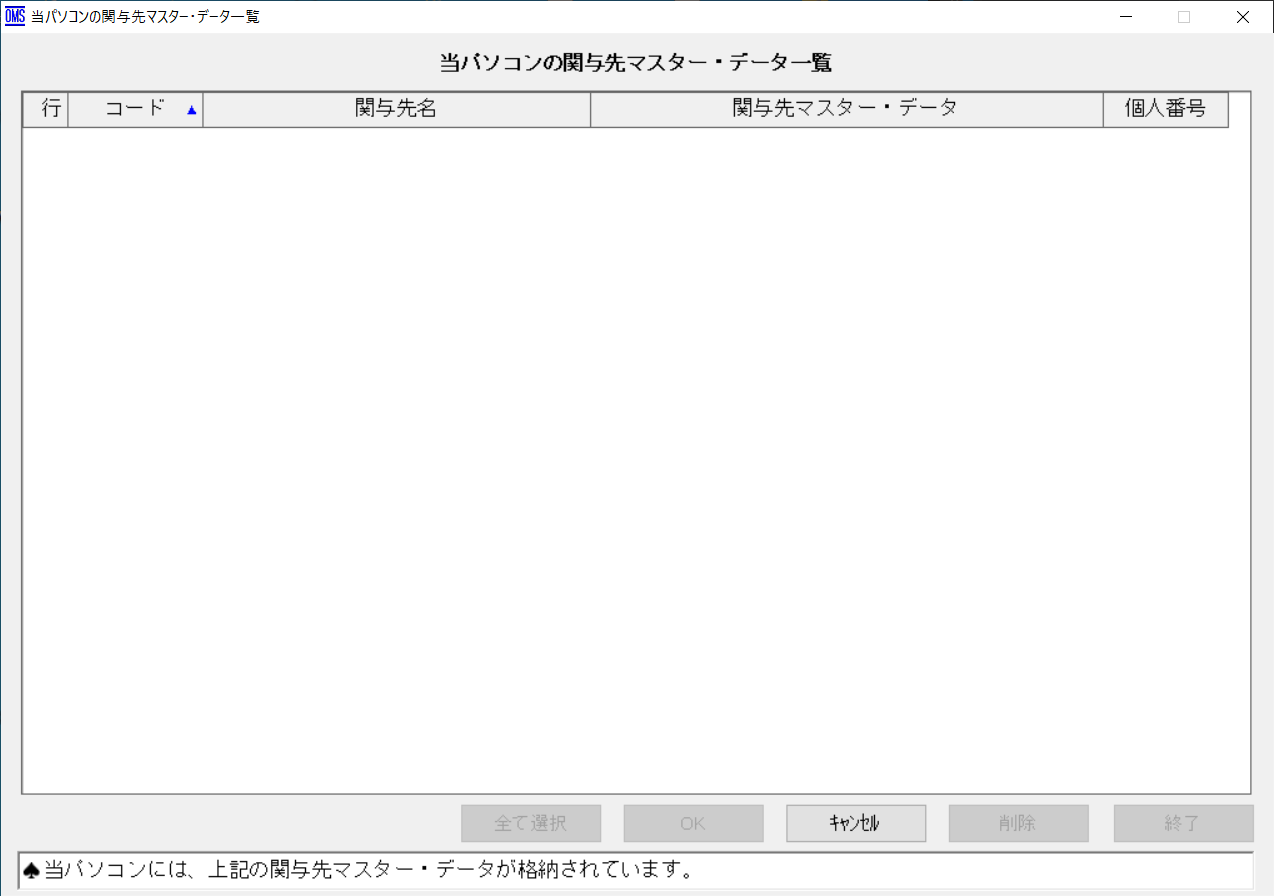 OMS 当パソコンの関与先マスター・データ一覧
当パソコンの関与先マスター・データ一覧
行 コード ▲ 関与先名 関与先マスター・データ 個人番号
全て選択 OK ｷｬﾝｾﾙ 削除 終了
♠当パソコンには、上記の関与先マスター・データが格納されています。